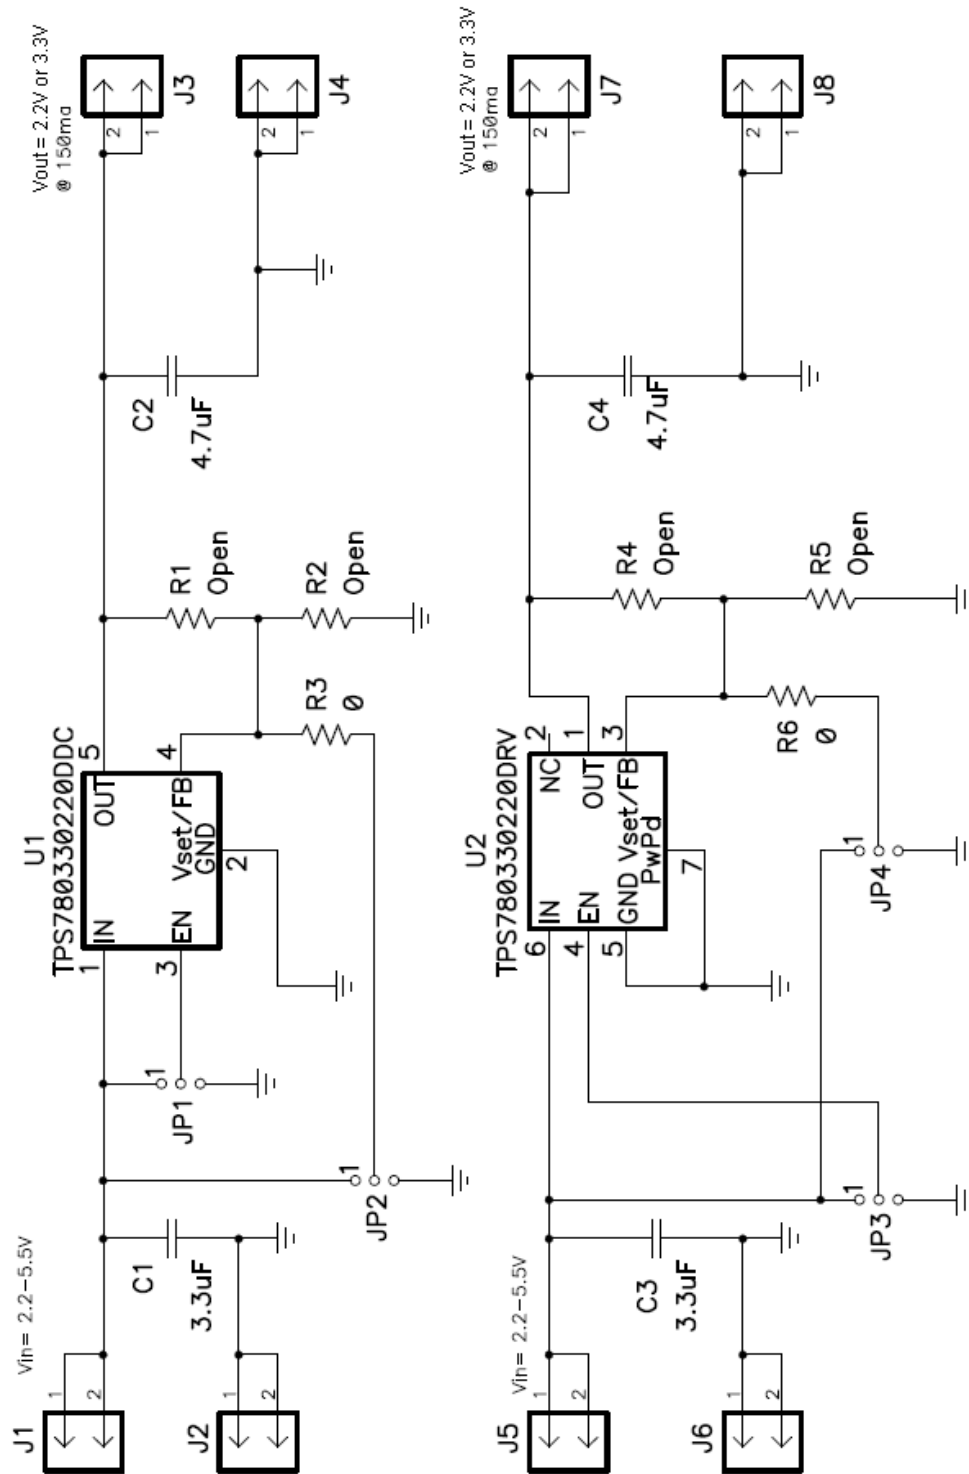 J1
1
2
Vin= 2.2-5.5V
J2
1
2
C1
3.3uF
JP2
1
JP1
1
U1
TPS780330220DDC
1
IN
OUT
5
3
EN
Vset/FB
4
GND
2
R3
0
R1
Open
R2
Open
C2
4.7uF
Vout= 2.2V or 3.3V
@ 150ma
2
1
J3
2
1
J4
J5
1
2
Vin= 2.2-5.5V
J6
1
2
C3
3.3uF
JP3
1
JP4
1
U2
TPS780330220DRV
6
IN
NC
2
4
EN
OUT
1
5
GND
Vset/FB
3
PwPd
7
R6
0
R4
Open
R5
Open
C4
4.7uF
Vout= 2.2V or 3.3V
@ 150ma
2
1
J7
2
1
J8